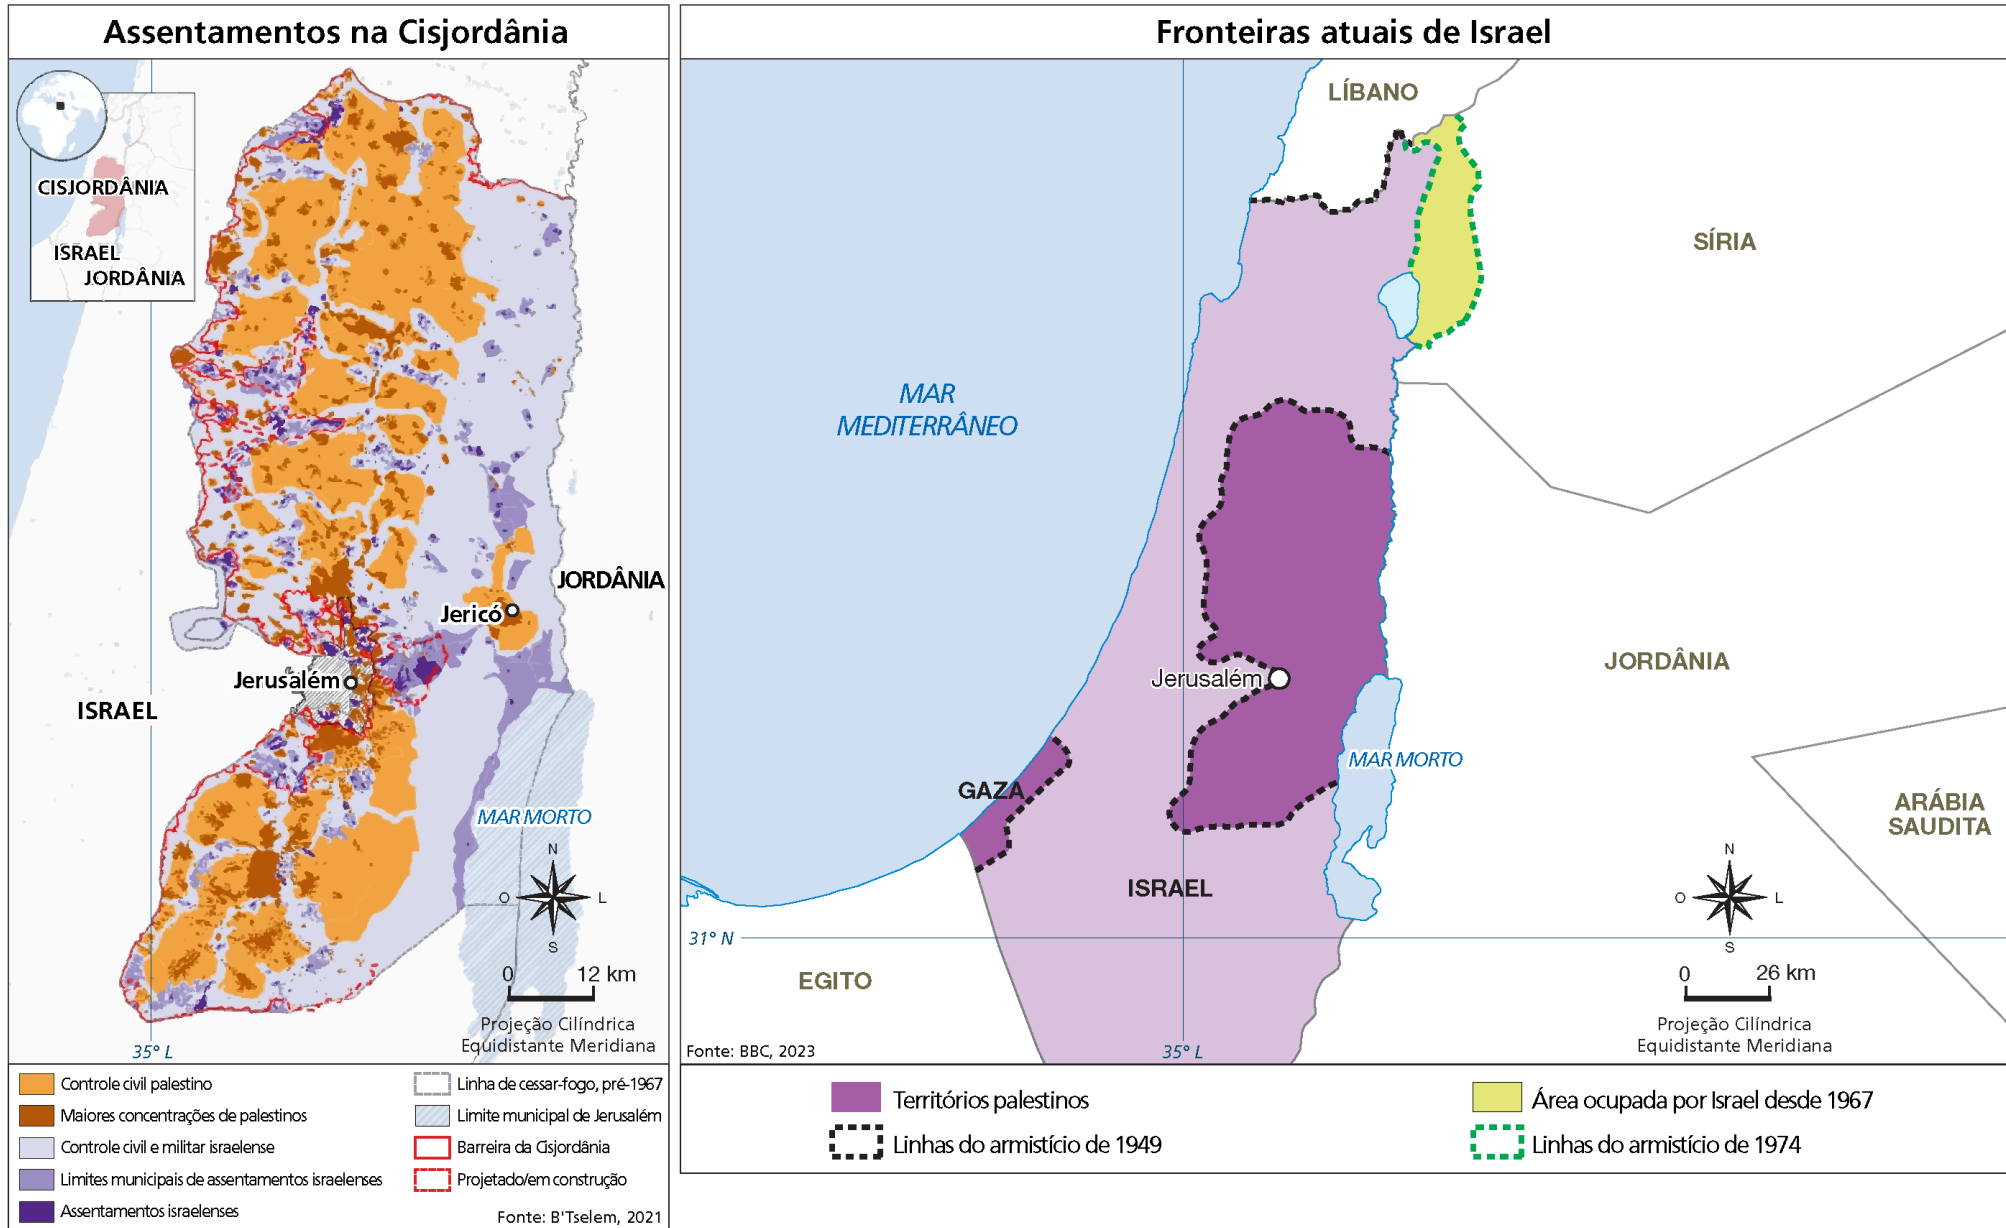 Assentamentos na Cisjordânia
CISJORDÂNIA
ISRAEL
JORDÂNIA
JORDÂNIA
Jericó
Jerusalém
ISRAEL
MAR MORTO
N
O
L
S
0 12 km
Projeção Cilíndrica
Equidistante Meridiana
35° L
Controle civil palestino
Maiores concentrações de palestinos
Controle civil e militar israelense
Limites municipais de assentamentos israelenses
Assentamentos israelenses
Linha de cessar-fogo, pré-1967
Limite municipal de Jerusalém
Barreira da Cisjordânia
Projetado/em construção
Fonte: B'Tselem, 2021
Fronteiras atuais de Israel
LÍBANO
SÍRIA
MAR
MEDITERRÂNEO
Jerusalém
JORDÂNIA
MAR MORTO
GAZA
ARÁBIA
SAUDITA
ISRAEL
N
O
L
S
31° N
EGITO
0 26 km
Projeção Cilíndrica
Equidistante Meridiana
Fonte: BBC, 2023
35° L
Territórios palestinos
Linhas do armistício de 1949
Área ocupada por Israel desde 1967
Linhas do armistício de 1974